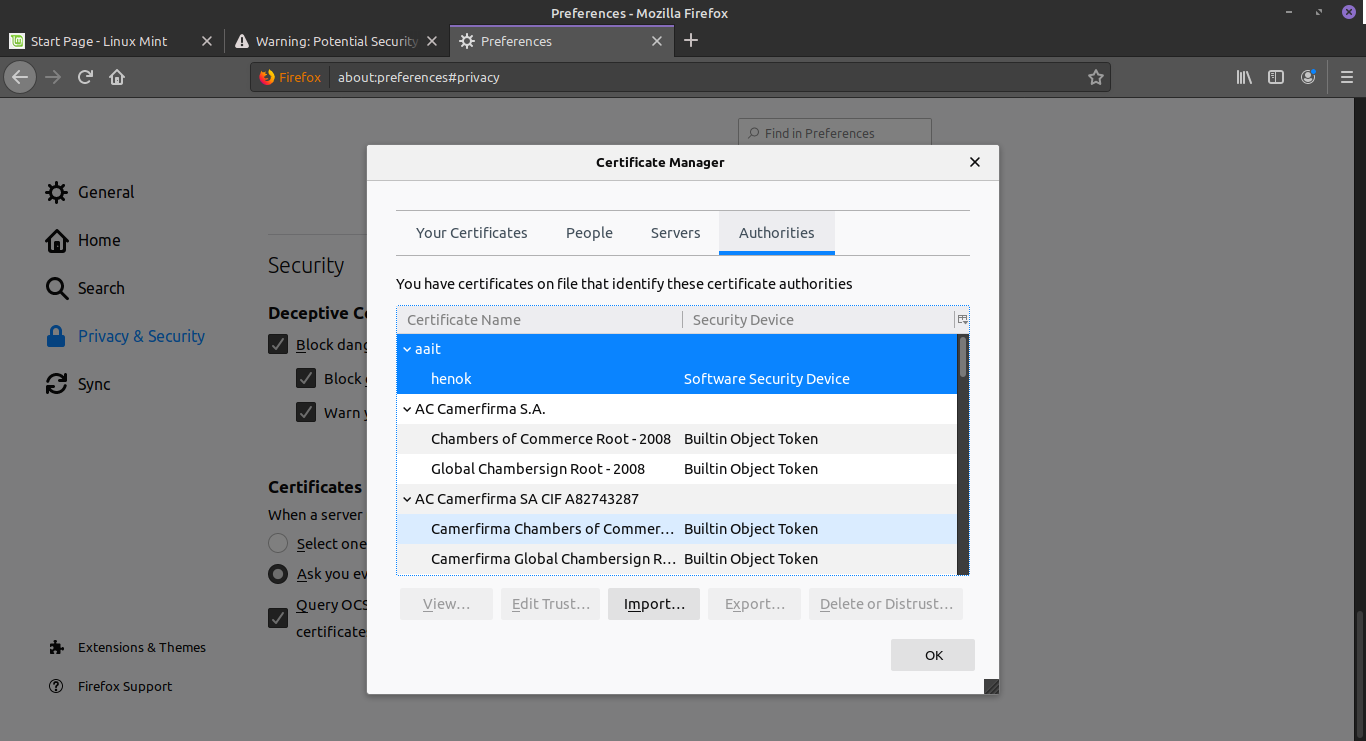 Preferences - Mozilla Firefox
Start Page - Linux Mint
Warning: Potential Security
Preferences
Firefox
about:preferences#privacy
Find in Preferences
General
Home
Search
Privacy & Security
Sync
Extensions & Themes
Firefox Support
Security
Deceptive Co
Block dang
Block
Warn y
Certificates
When a server
Select one
Ask you ev
Query OCS
certificate
Certificate Manager
Your Certificates People Servers Authorities
You have certificates on file that identify these certificate authorities
Certificate Name Security Device
aait
henok Software Security Device
AC Camerfirma S.A.
Chambers of Commerce Root - 2008 Builtin Object Token
Global Chambersign Root - 2008 Builtin Object Token
AC Camerfirma SA CIF A82743287
Camerfirma Chambers of Commer... Builtin Object Token
Camerfirma Global Chambersign R... Builtin Object Token
View... Edit Trust... Import... Export... Delete or Distrust...
OK